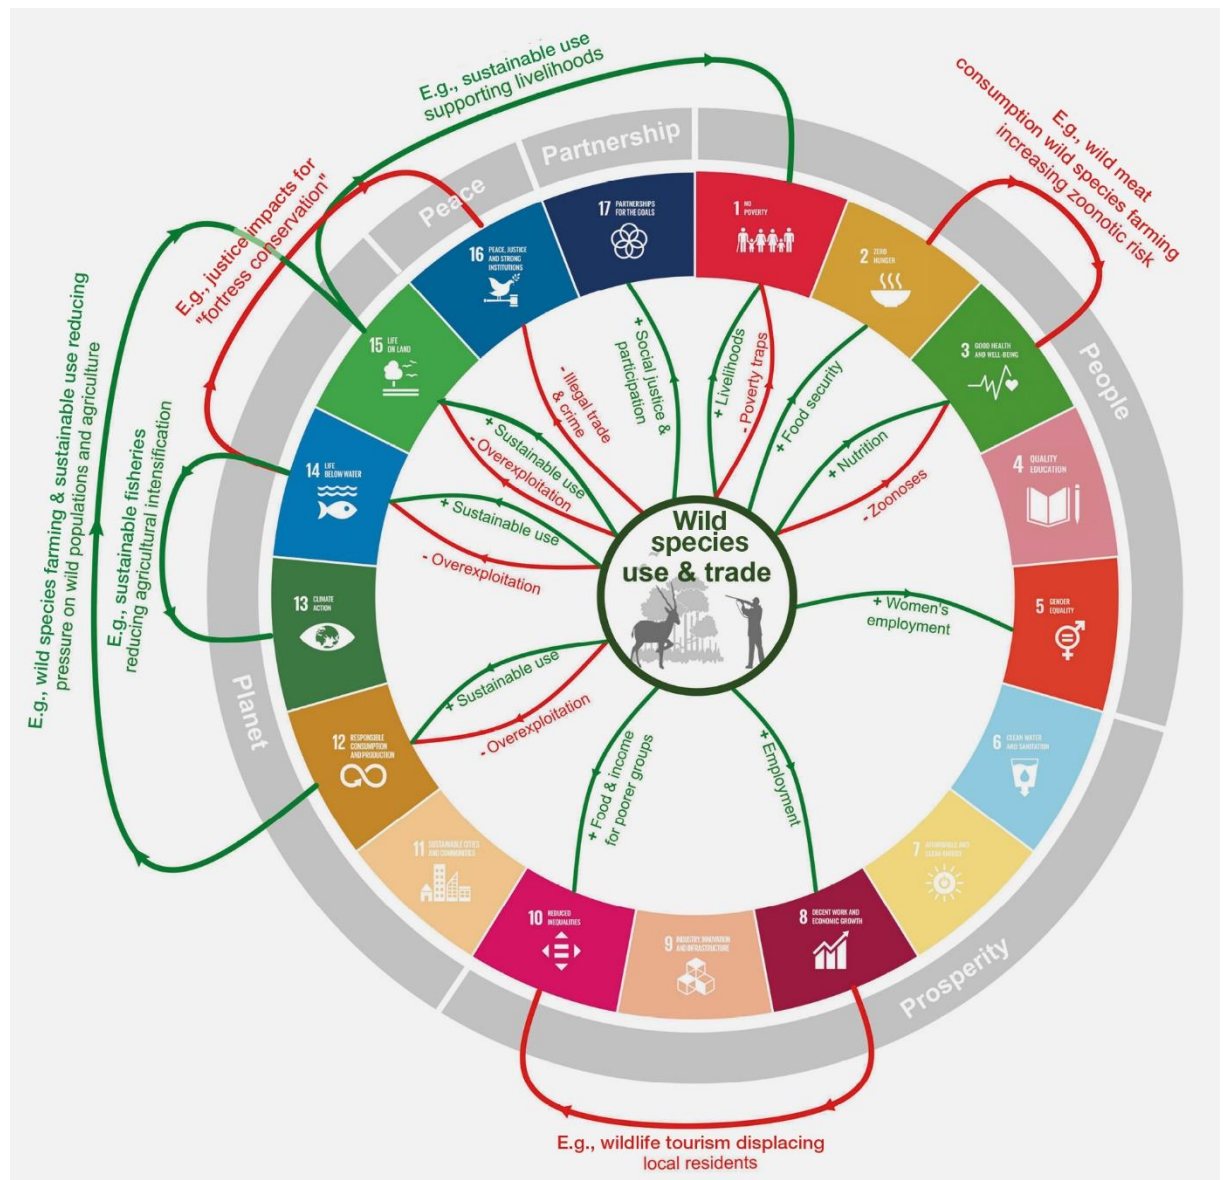 E.g., sustainable use
supporting livelihoods
E.g., wild meat
consumption wild species farming
increasing zoonotic risk
E.g., justice impacts for
"fortress conservation"
E.g., wild species farming & sustainable use reducing
pressure on wild populations and agriculture
E.g., sustainable fisheries
reducing agricultural intensification
E.g., wildlife tourism displacing
local residents
Partnership
Peace
People
Planet
Prosperity
1 NO
POVERTY
2 ZERO
HUNGER
3 GOOD HEALTH
AND WELL-BEING
4 QUALITY
EDUCATION
5 GENDER
EQUALITY
6 CLEAN WATER
AND SANITATION
7 AFFORDABLE AND
CLEAN ENERGY
8 DECENT WORK AND
ECONOMIC GROWTH
9 INDUSTRY, INNOVATION
AND INFRASTRUCTURE
10 REDUCED
INEQUALITIES
11 SUSTAINABLE CITIES
AND COMMUNITIES
12 RESPONSIBLE
CONSUMPTION
AND PRODUCTION
13 CLIMATE
ACTION
14 LIFE
BELOW WATER
15 LIFE
ON LAND
16 PEACE, JUSTICE
AND STRONG
INSTITUTIONS
17 PARTNERSHIPS
FOR THE GOALS
+ Social justice &
participation
+ Livelihoods
- Poverty traps
+ Food security
+ Nutrition
- Zoonoses
+ Women's
employment
+ Employment
+ Food & income
for poorer groups
+ Sustainable use
- Overexploitation
+ Sustainable use
- Overexploitation
+ Sustainable use
- Overexploitation
- Illegal trade
& crime
Wild
species
use & trade